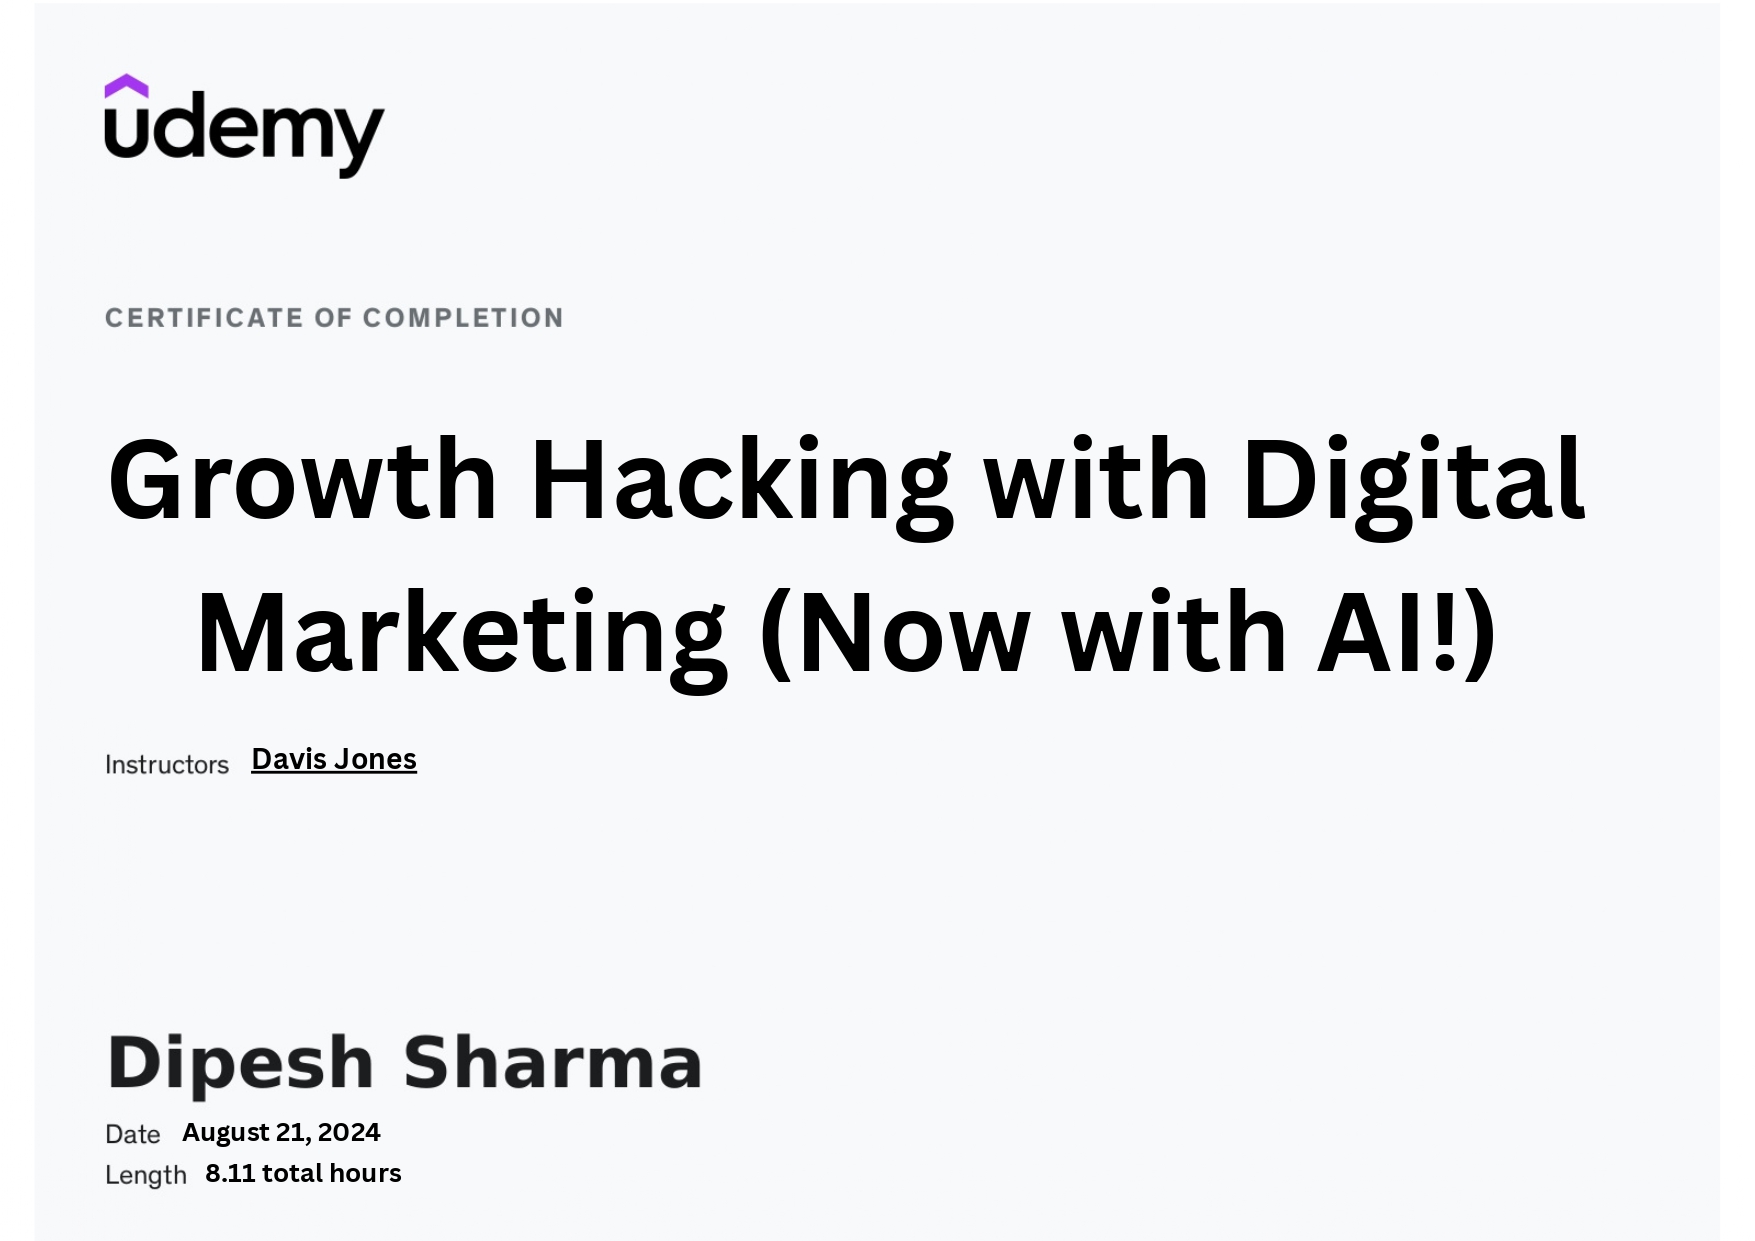 udemy
CERTIFICATE OF COMPLETION
Growth Hacking with Digital
Marketing (Now with AI!)
Instructors Davis Jones
Dipesh Sharma
Date August 21, 2024
Length 8.11 total hours